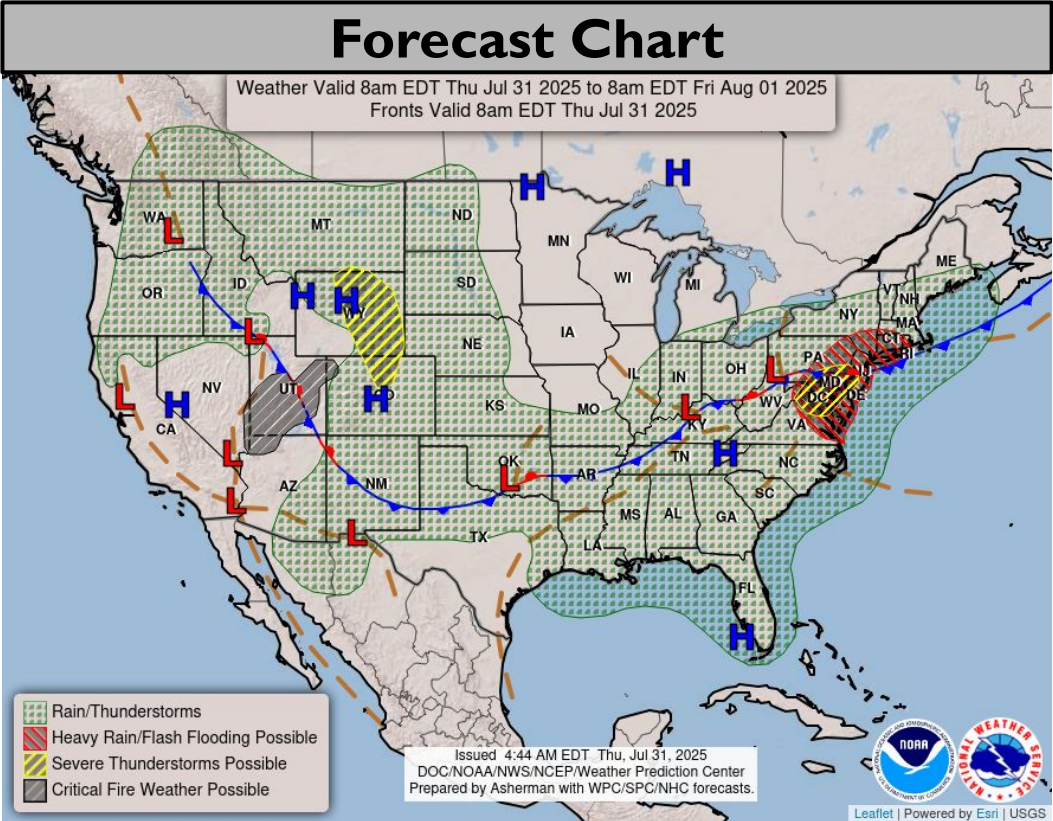 Forecast Chart
Weather Valid 8am EDT Thu Jul 31 2025 to 8am EDT Fri Aug 01 2025
Fronts Valid 8am EDT Thu Jul 31 2025
H
H
WA
L
MT
ND
MN
ME
OR
ID
H
H
WY
SD
WI
MI
VT
NH
NY
MA
L
IA
NE
CT
RI
PA
NV
UT
H
IL
IN
OH
L
NJ
MD
DE
DC
L
H
CA
KS
MO
L
KY
WV
VA
L
AZ
NM
OK
L
AR
TN
H
NC
L
L
TX
LA
MS
AL
GA
SC
FL
H
Rain/Thunderstorms
Heavy Rain/Flash Flooding Possible
Severe Thunderstorms Possible
Critical Fire Weather Possible
Issued 4:44 AM EDT Thu, Jul 31, 2025
DOC/NOAA/NWS/NCEP/Weather Prediction Center
Prepared by Asherman with WPC/SPC/NHC forecasts.
NOAA
NATIONAL WEATHER SERVICE
Leaflet | Powered by Esri | USGS